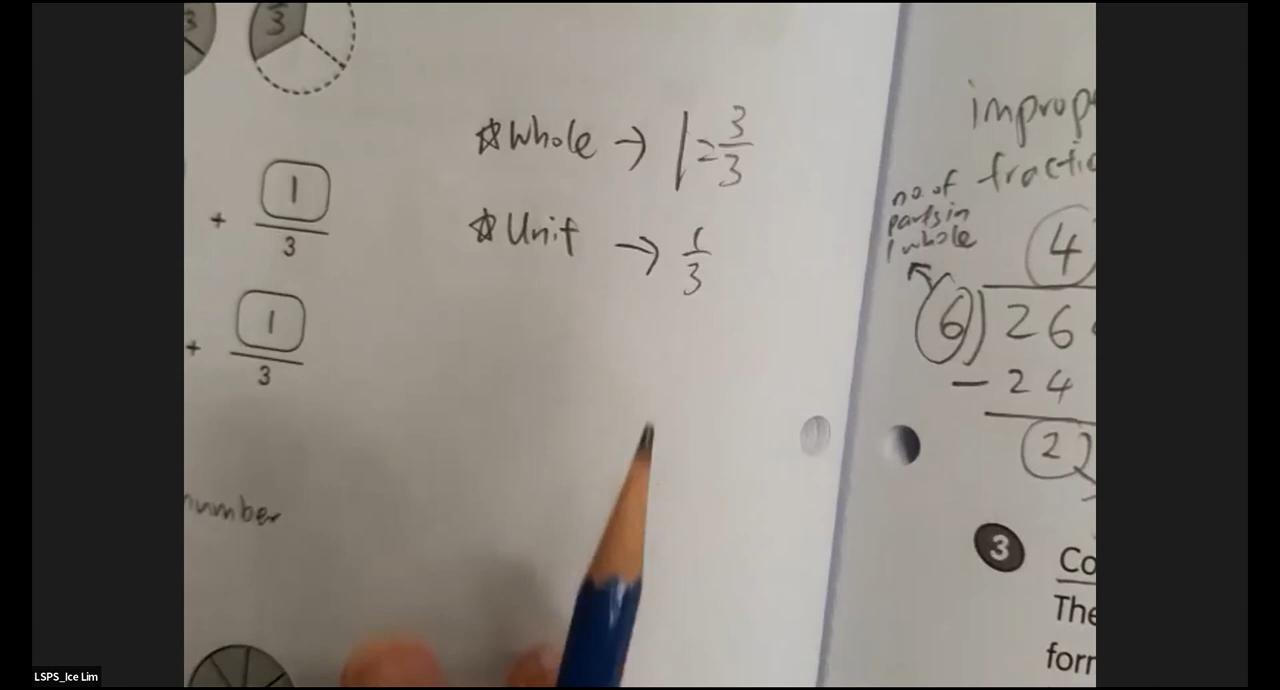 3
3
☆ Whole → 1 = 3/3
+ 1/3
☆ Unit → 1/3
+ 1/3
number
improp
fractio
no. of
parts in
1 whole
4
6) 26
- 24
2
3 Co
The
forr
LSPS_Ice Lim